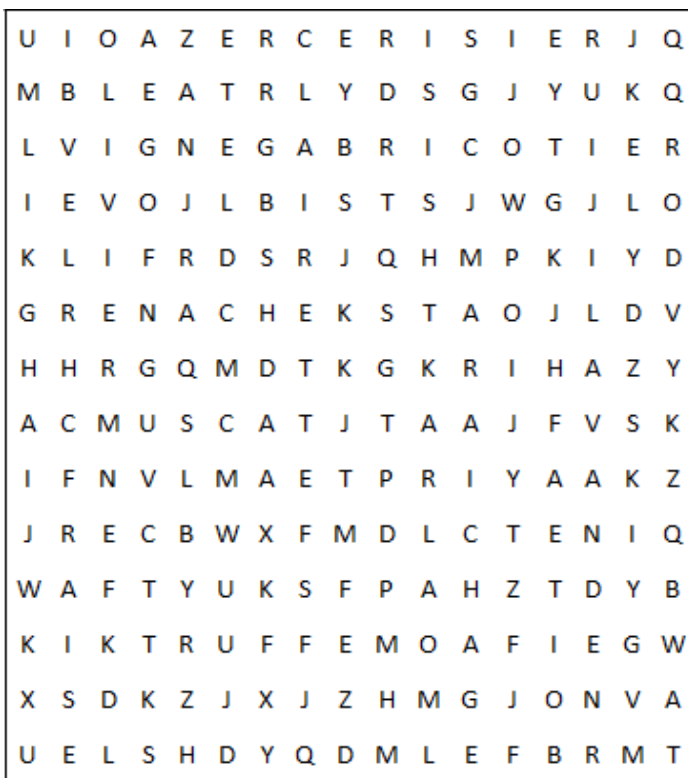 U I O A Z E R C E R I S I E R J Q
M B L E A T R L Y D S G J Y U K Q
L V I G N E G A B R I C O T I E R
I E V O J L B I S T S J W G J L O
K L I F R D S R J Q H M P K I Y D
G R E N A C H E K S T A O J L D V
H H R G Q M D T K G K R I H A Z Y
A C M U S C A T J T A A J F V S K
I F N V L M A E T P R I Y A A K Z
J R E C B W X F M D L C T E N I Q
W A F T Y U K S F P A H Z T D Y B
K I K T R U F F E M O A F I E G W
X S D K Z J X J Z H M G J O N V A
U E L S H D Y Q D M L E F B R M T